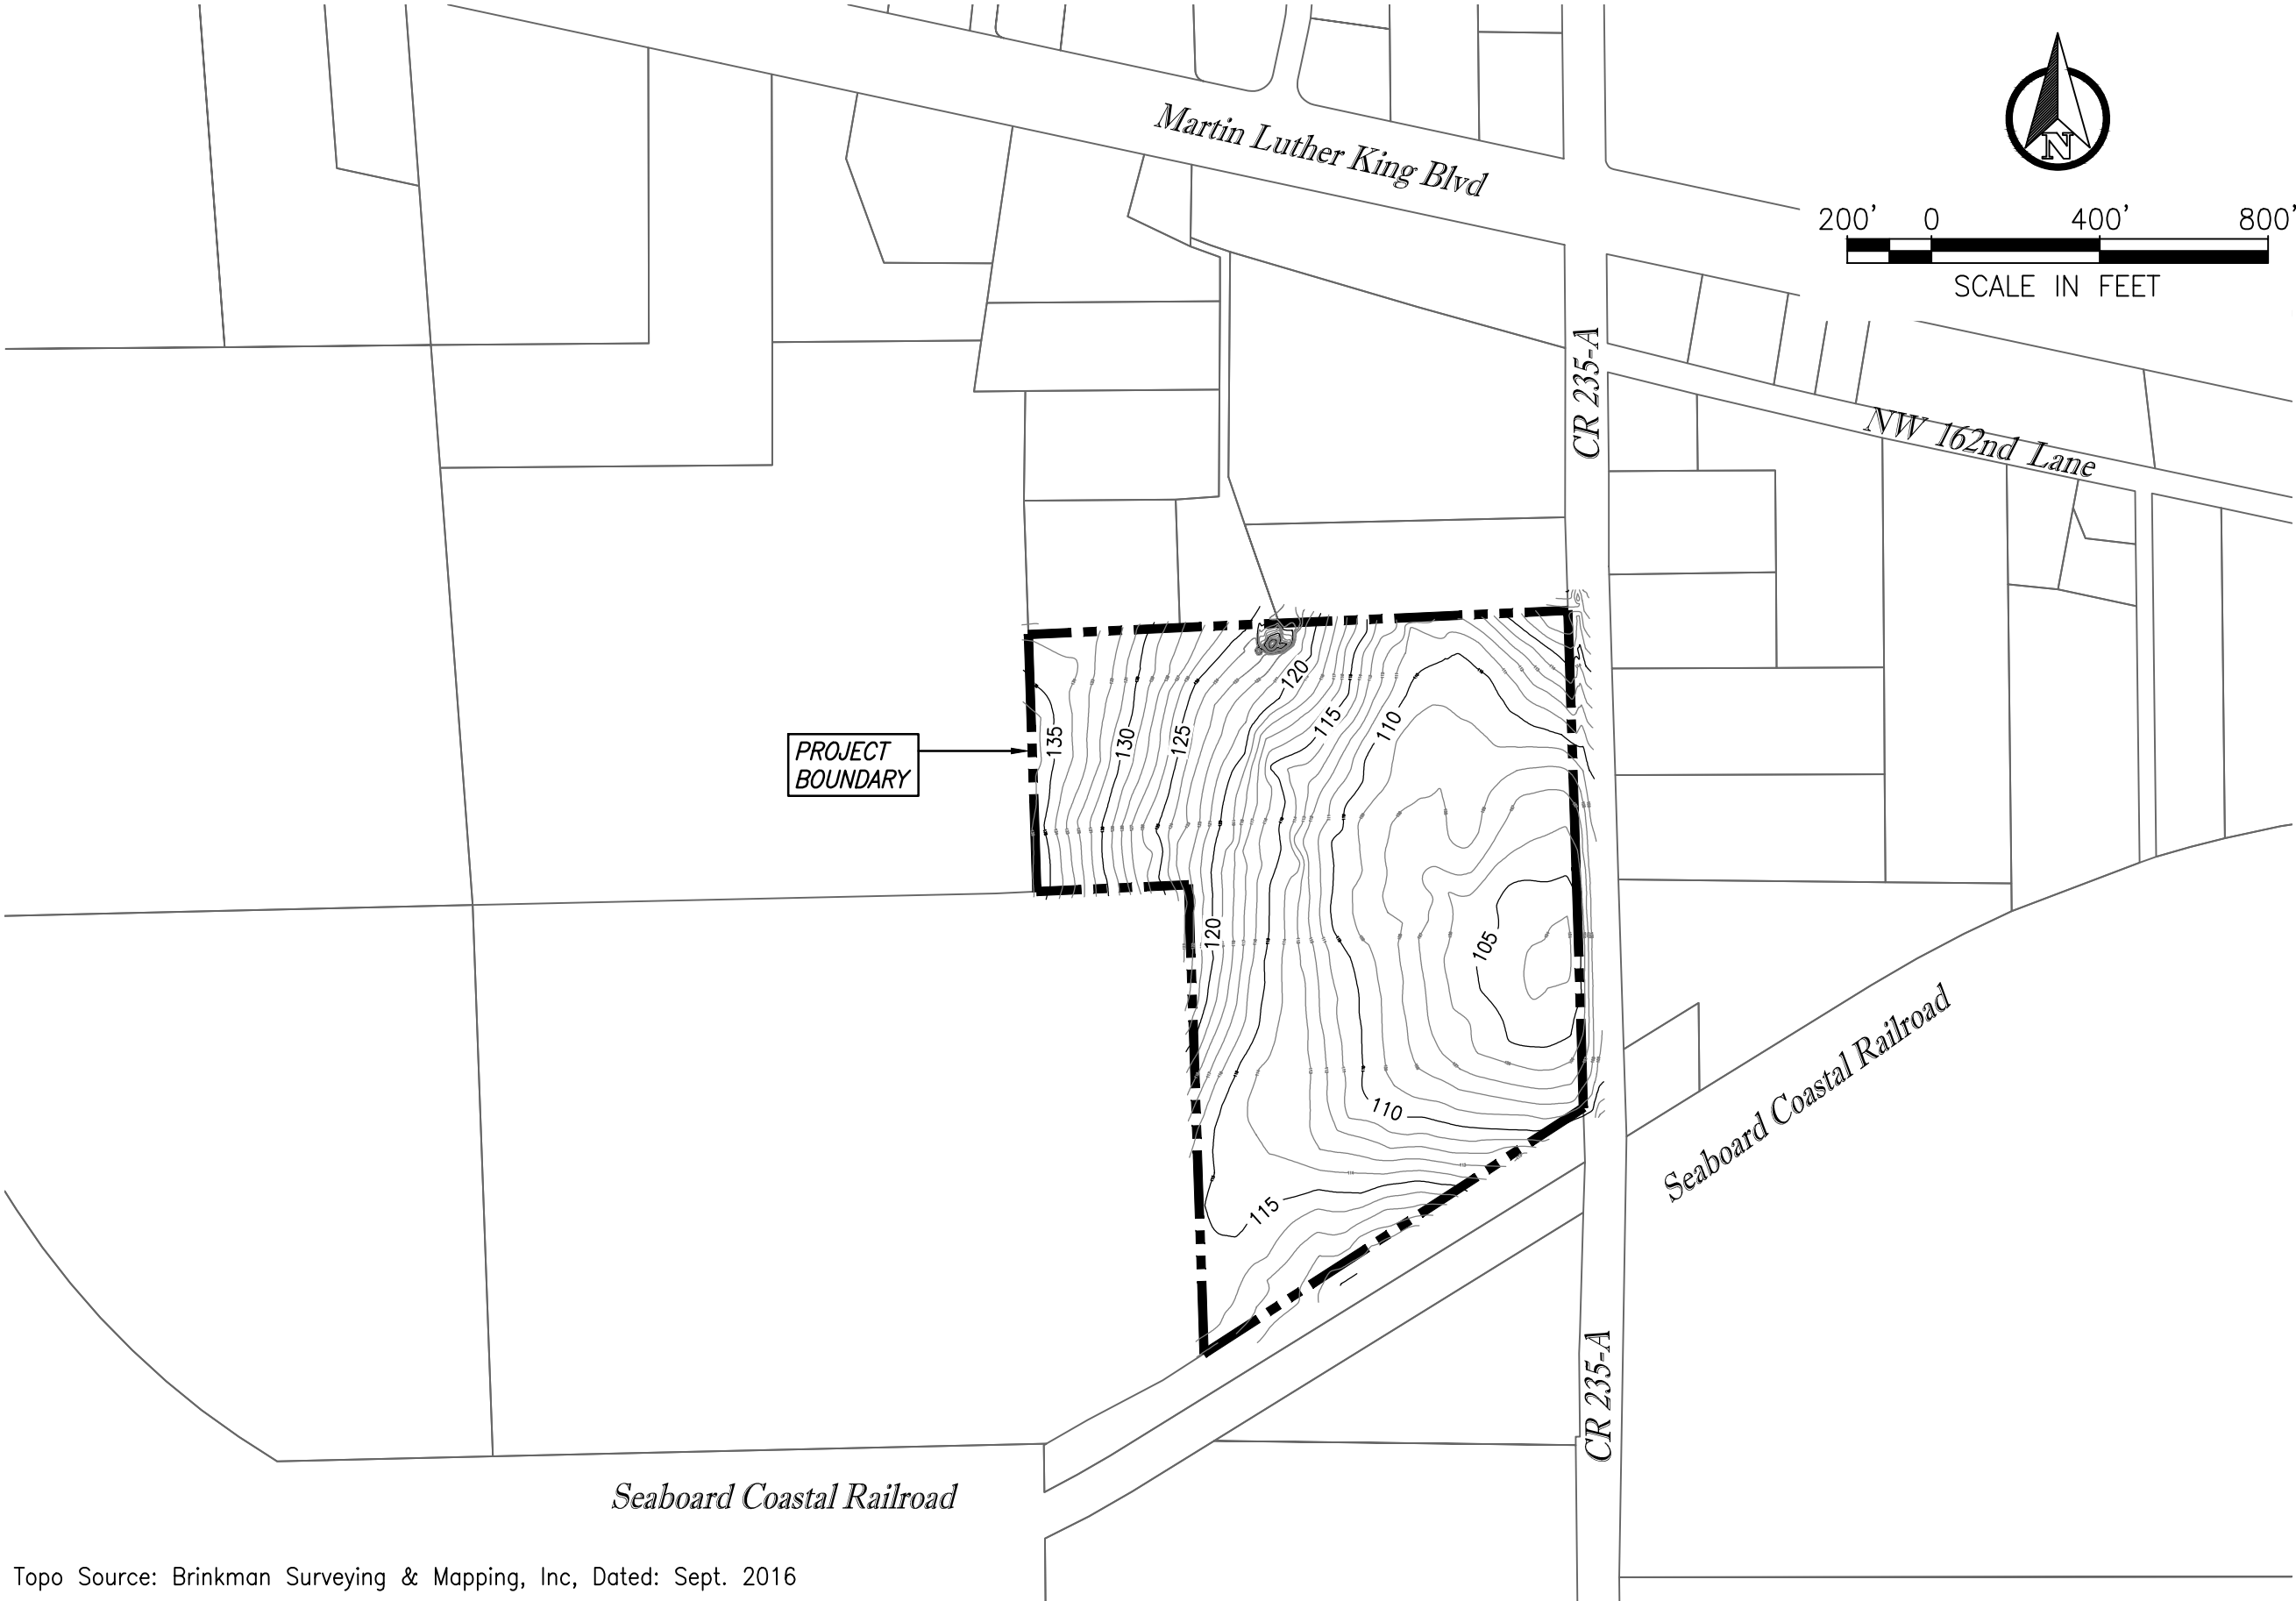 Martin Luther King Blvd
N
200' 0 400' 800'
SCALE IN FEET
CR 235-A
NW 162nd Lane
120
115
110
135
130
125
PROJECT
BOUNDARY
120
105
110
115
Seaboard Coastal Railroad
CR 235-A
Seaboard Coastal Railroad
Topo Source: Brinkman Surveying & Mapping, Inc, Dated: Sept. 2016